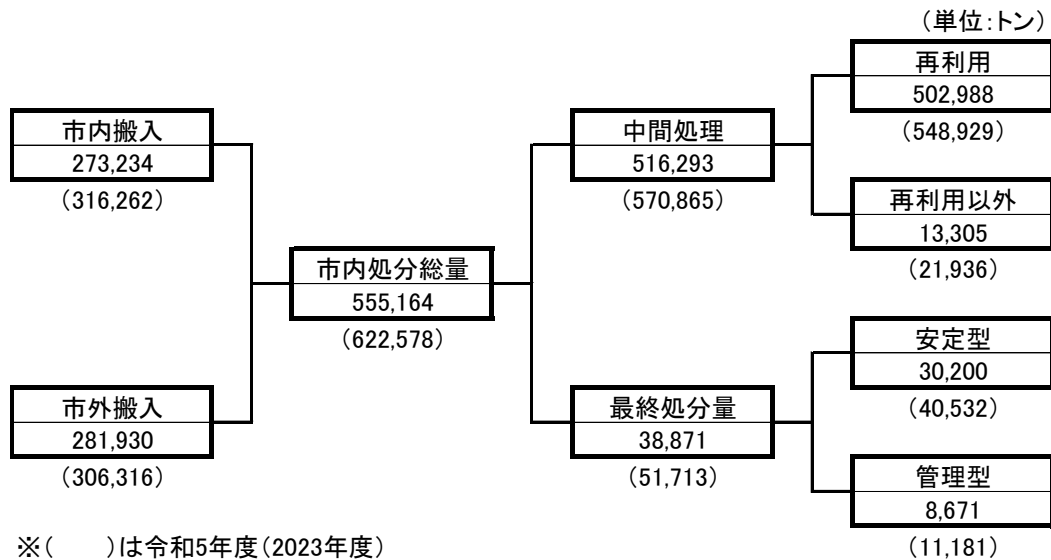 （単位：トン）
再利用
502,988
（548,929）
市内搬入
273,234
（316,262）
中間処理
516,293
（570,865）
再利用以外
13,305
（21,936）
市内処分総量
555,164
（622,578）
安定型
30,200
（40,532）
市外搬入
281,930
（306,316）
最終処分量
38,871
（51,713）
管理型
8,671
（11,181）
※（　　）は令和5年度（2023年度）